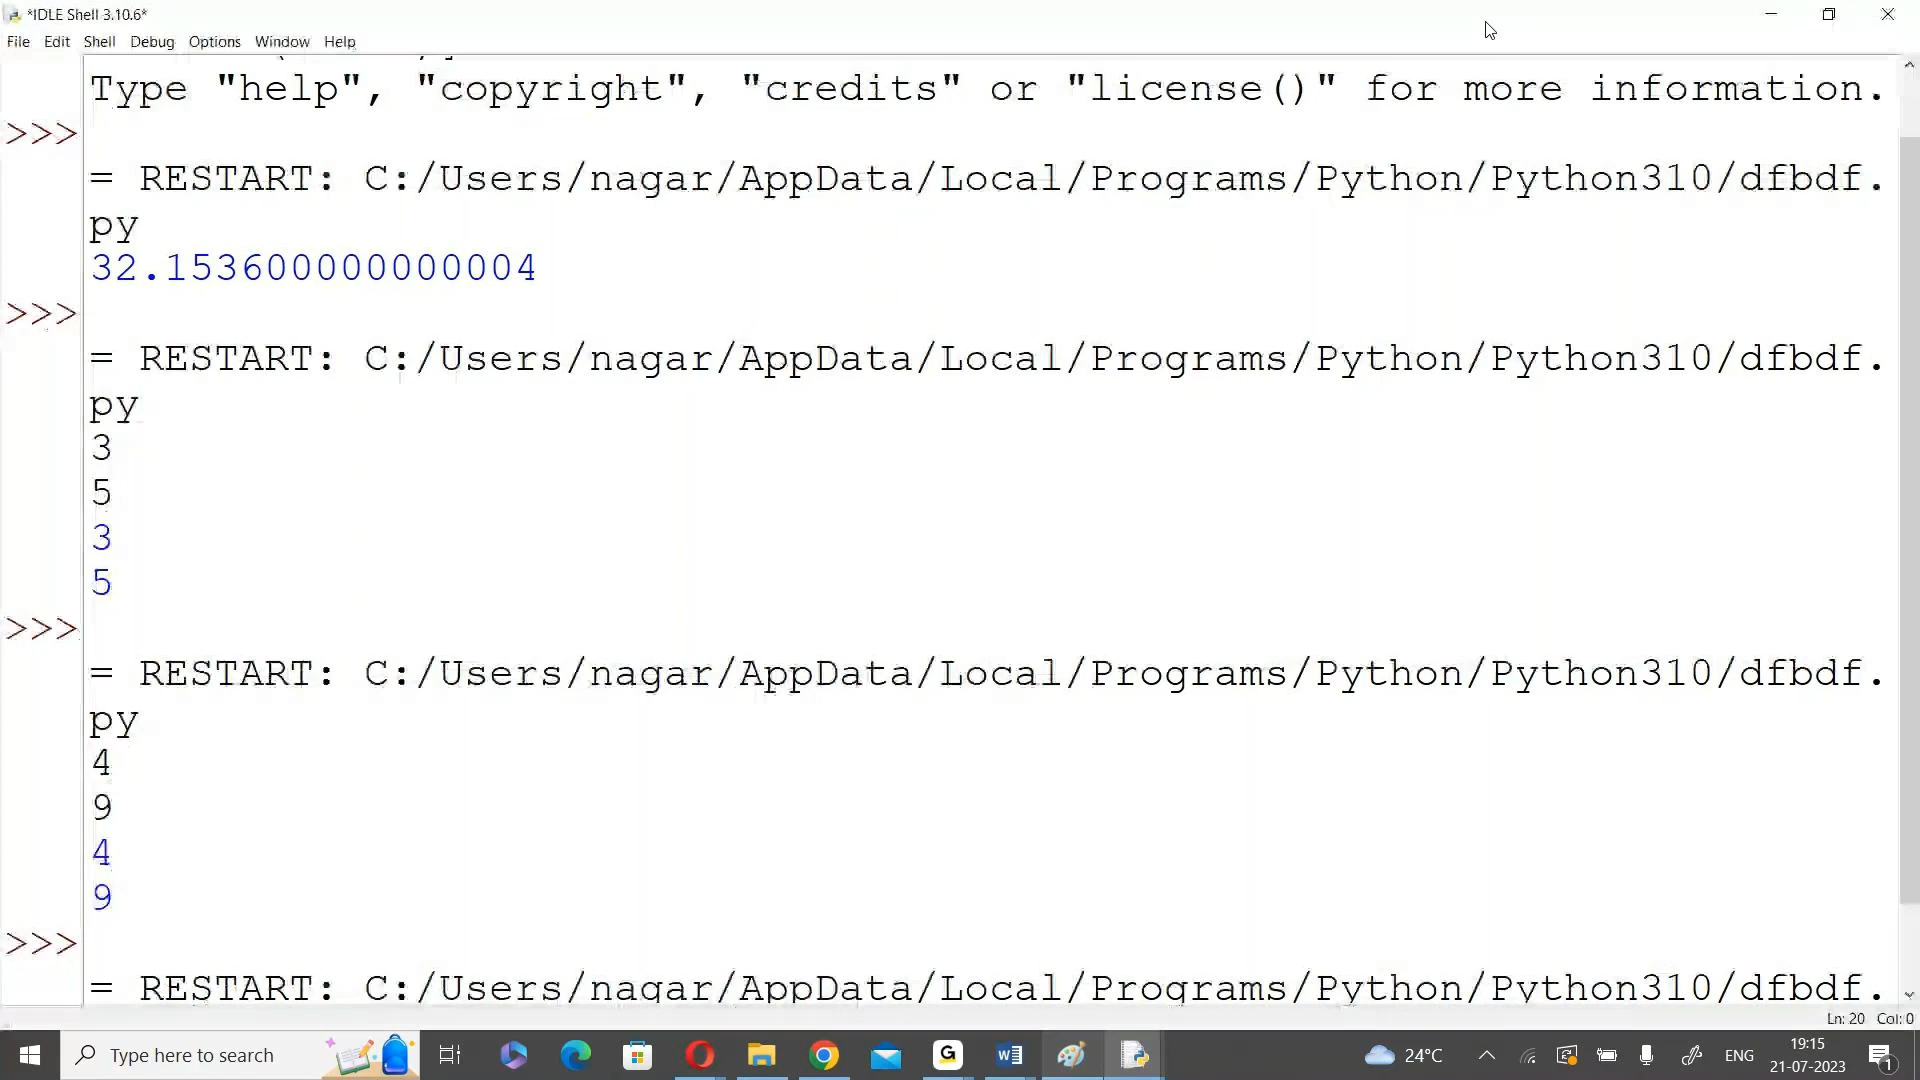 *IDLE Shell 3.10.6*
File Edit Shell Debug Options Window Help
Type "help", "copyright", "credits" or "license()" for more information.
>>>
= RESTART: C:/Users/nagar/AppData/Local/Programs/Python/Python310/dfbdf.
py
32.153600000000004
>>>
= RESTART: C:/Users/nagar/AppData/Local/Programs/Python/Python310/dfbdf.
py
3
5
3
5
>>>
= RESTART: C:/Users/nagar/AppData/Local/Programs/Python/Python310/dfbdf.
py
4
9
4
9
>>>
= RESTART: C:/Users/nagar/AppData/Local/Programs/Python/Python310/dfbdf.
Ln: 20 Col: 0
Type here to search
24°C
ENG
19:15
21-07-2023
1